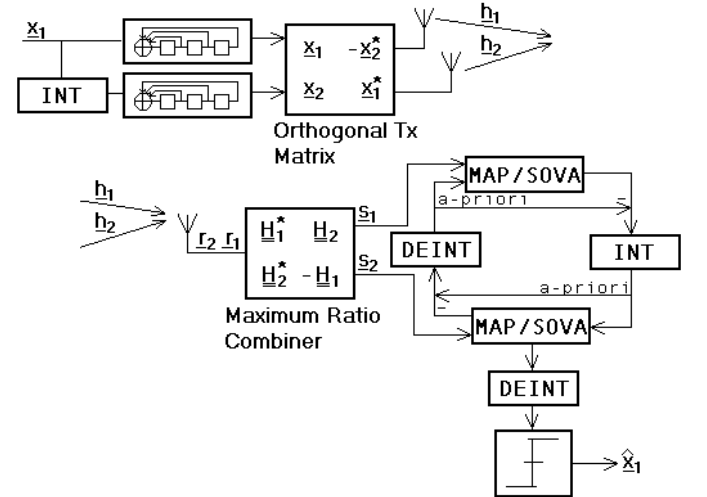 x1
h1
h2
INT
x1 -x2*
x2 x1*
Orthogonal Tx
Matrix
h1
h2
r2 r1
H1* H2
H2* -H1
s1
s2
Maximum Ratio
Combiner
MAP/SOVA
a-priori
-
DEINT
INT
a-priori
-
MAP/SOVA
DEINT
x̂1